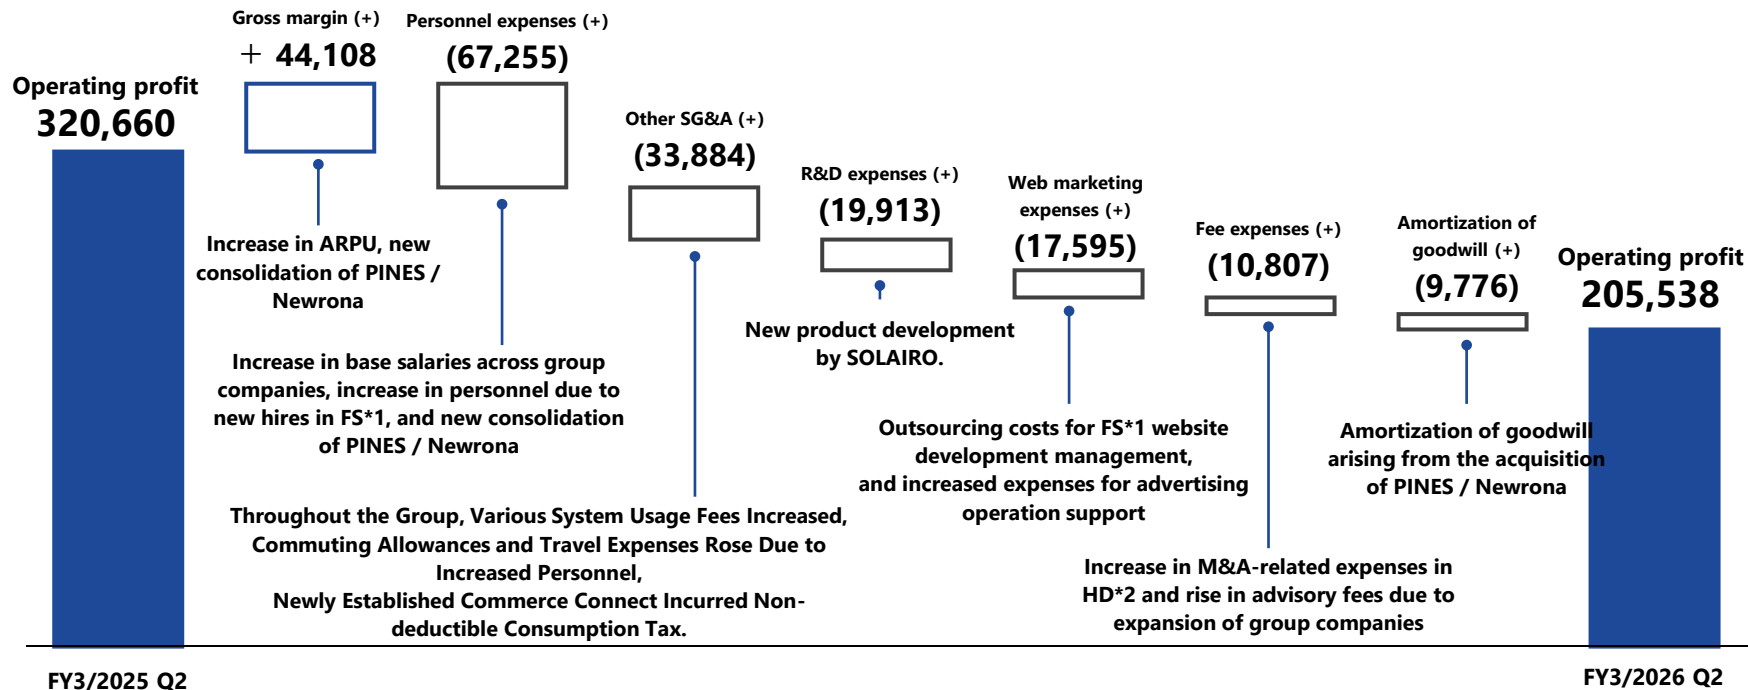 Operating profit
320,660
Gross margin (+)
+ 44,108
Increase in ARPU, new
consolidation of PINES /
Newrona
Personnel expenses (+)
(67,255)
Increase in base salaries across group
companies, increase in personnel due to
new hires in FS*1, and new consolidation
of PINES / Newrona
Other SG&A (+)
(33,884)
Throughout the Group, Various System Usage Fees Increased,
Commuting Allowances and Travel Expenses Rose Due to
Increased Personnel,
Newly Established Commerce Connect Incurred Non-
deductible Consumption Tax.
R&D expenses (+)
(19,913)
New product development
by SOLAIRO.
Web marketing
expenses (+)
(17,595)
Outsourcing costs for FS*1 website
development management,
and increased expenses for advertising
operation support
Fee expenses (+)
(10,807)
Increase in M&A-related expenses in
HD*2 and rise in advisory fees due to
expansion of group companies
Amortization of
goodwill (+)
(9,776)
Amortization of goodwill
arising from the acquisition
of PINES / Newrona
Operating profit
205,538
FY3/2025 Q2
FY3/2026 Q2